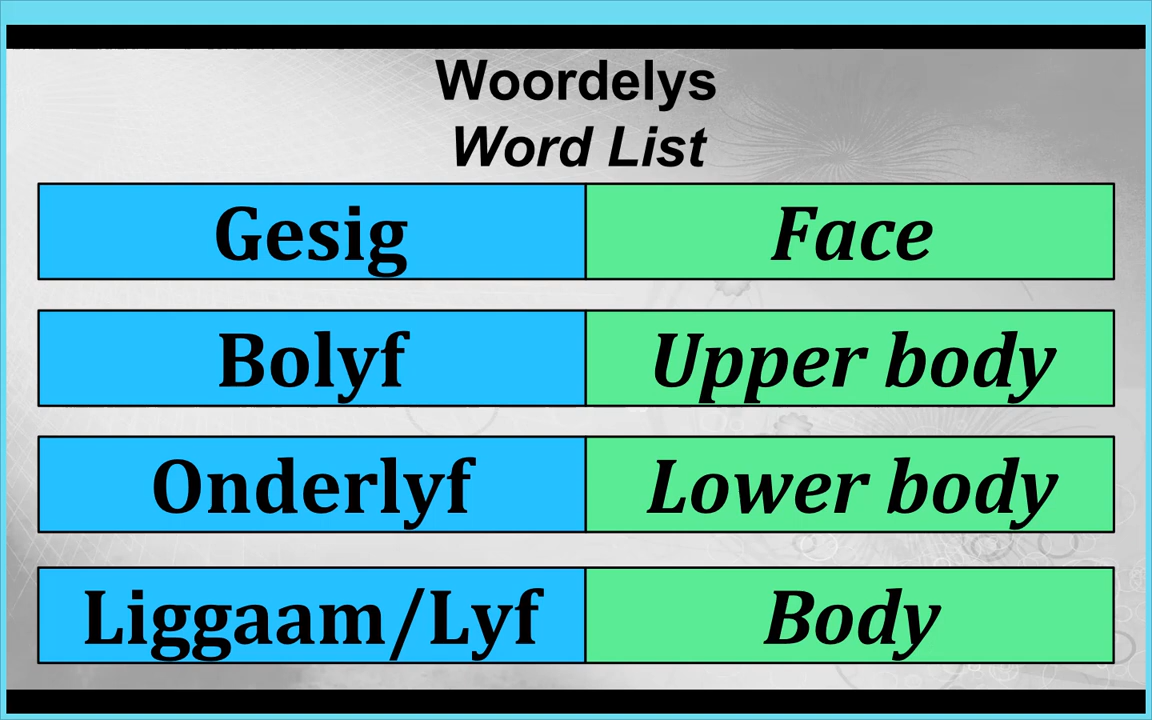 Woordelys
Word List
Gesig Face
Bolyf Upper body
Onderlyf Lower body
Liggaam/Lyf Body